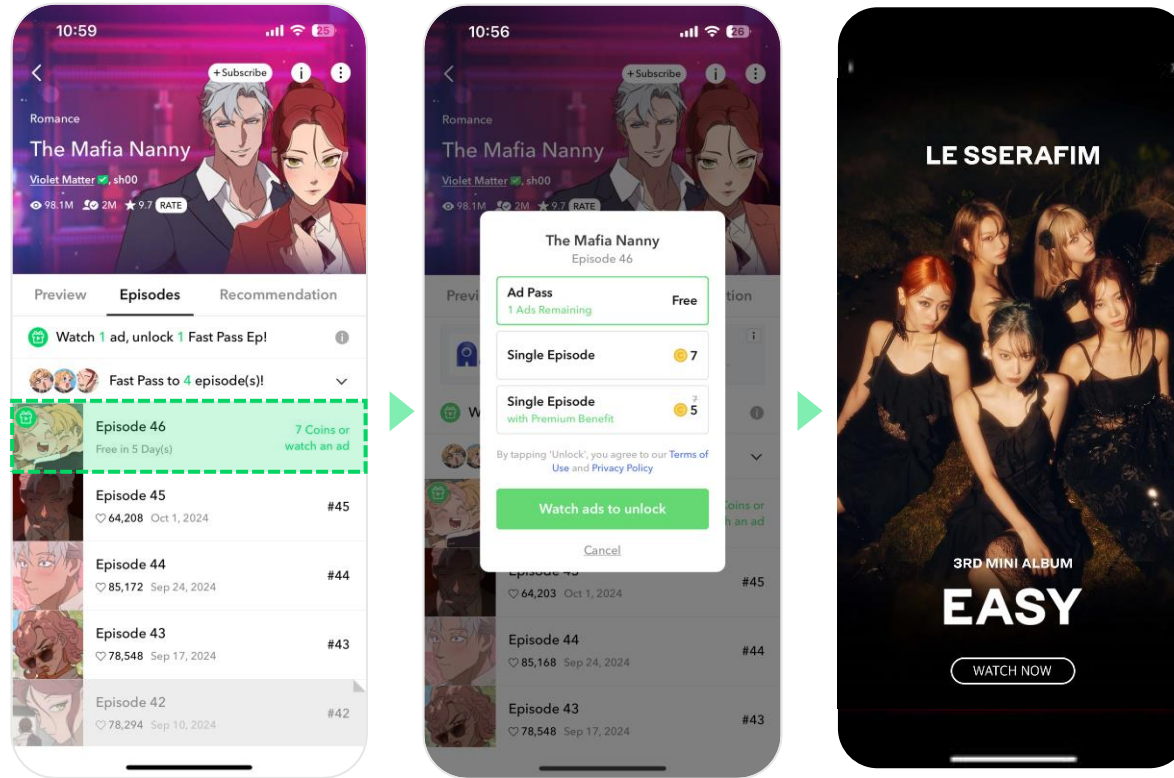 10:59
25
+Subscribe
i
Romance
The Mafia Nanny
Violet Matter, sh00
98.1M 2M 9.7 RATE
Preview Episodes Recommendation
Watch 1 ad, unlock 1 Fast Pass Ep!
Fast Pass to 4 episode(s)!
Episode 46
Free in 5 Day(s)
7 Coins or
watch an ad
Episode 45
64,208 Oct 1, 2024
#45
Episode 44
85,172 Sep 24, 2024
#44
Episode 43
78,548 Sep 17, 2024
#43
Episode 42
78,294 Sep 10, 2024
#42
10:56
26
+Subscribe
i
Romance
The Mafia Nanny
Violet Matter, sh00
98.1M 2M 9.7 RATE
Previ
tion
W
The Mafia Nanny
Episode 46
Ad Pass
1 Ads Remaining
Free
Single Episode
C 7
Single Episode
with Premium Benefit
7
C 5
By tapping 'Unlock', you agree to our Terms of
Use and Privacy Policy
Watch ads to unlock
Cancel
Coins or
h an ad
Episode 45
64,203 Oct 1, 2024
#45
Episode 44
85,168 Sep 24, 2024
#44
Episode 43
78,548 Sep 17, 2024
#43
LE SSERAFIM
3RD MINI ALBUM
EASY
WATCH NOW